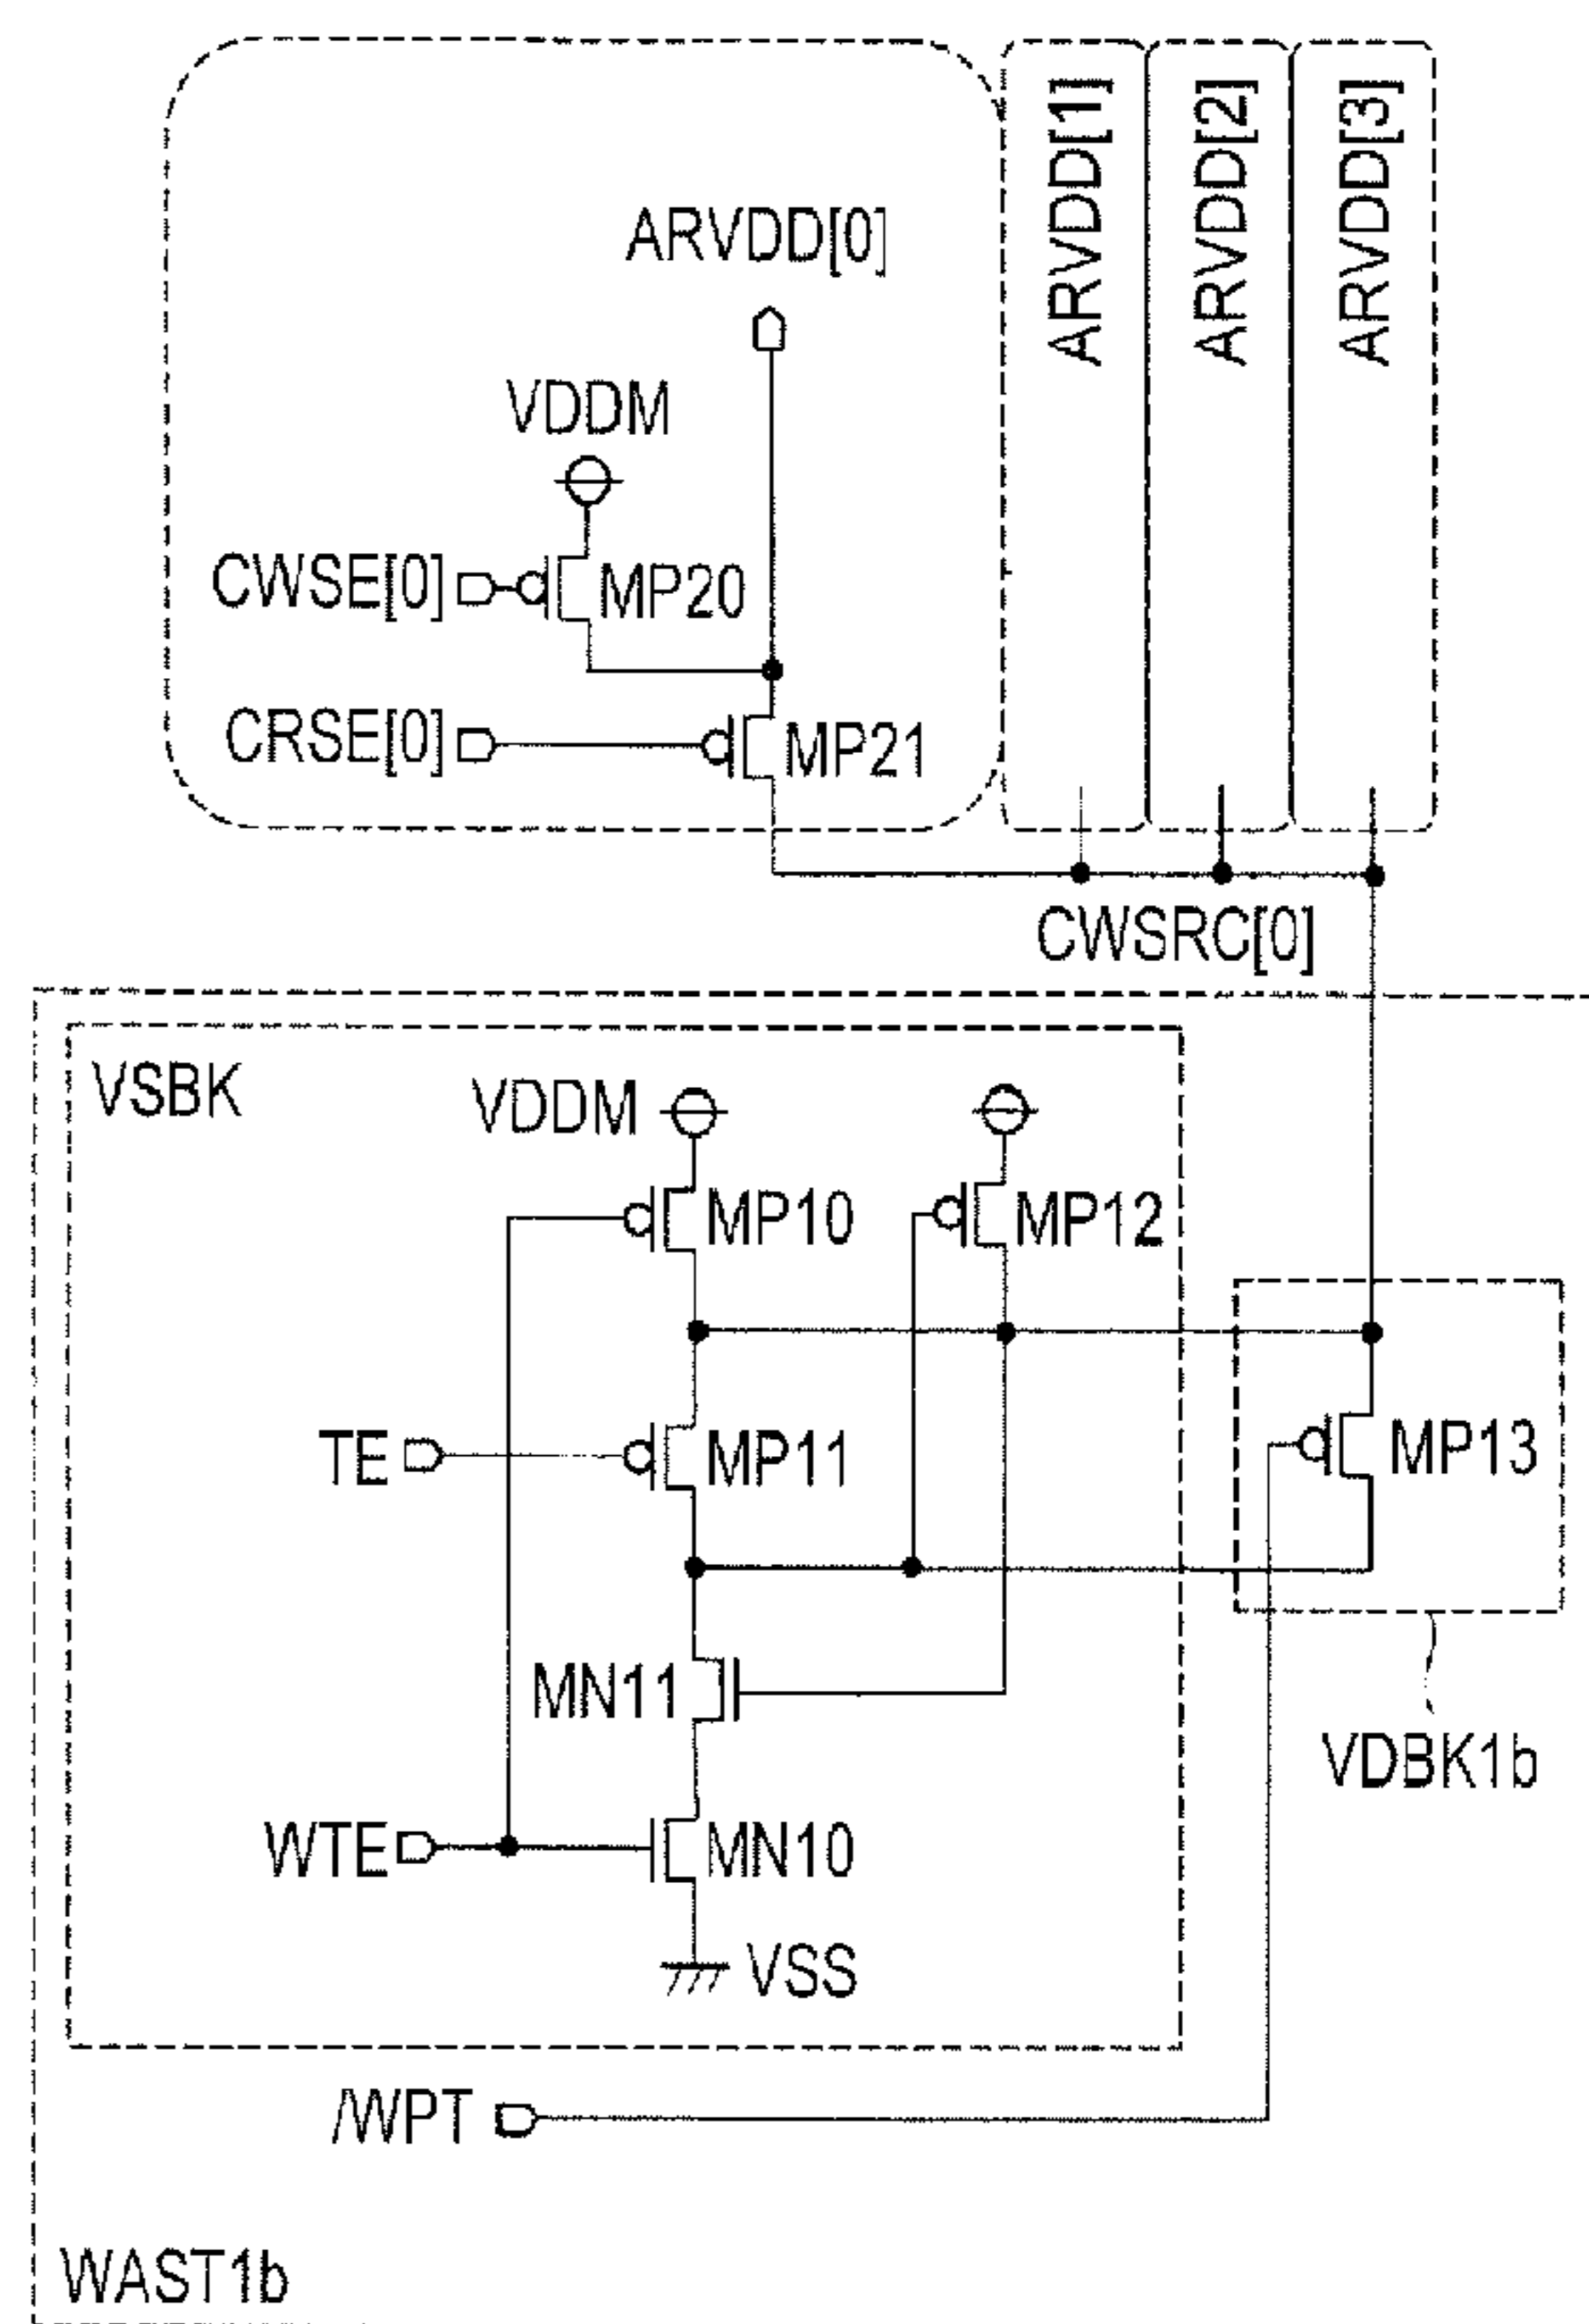 ARVDD[0]
ARVDD[1]
ARVDD[2]
ARVDD[3]
VDDM
CWSE[0]
MP20
CRSE[0]
MP21
CWSRC[0]
VSBK
VDDM
MP10
MP12
TE
MP11
MP13
MN11
VDBK1b
WTE
MN10
VSS
/WPT
WAST1b